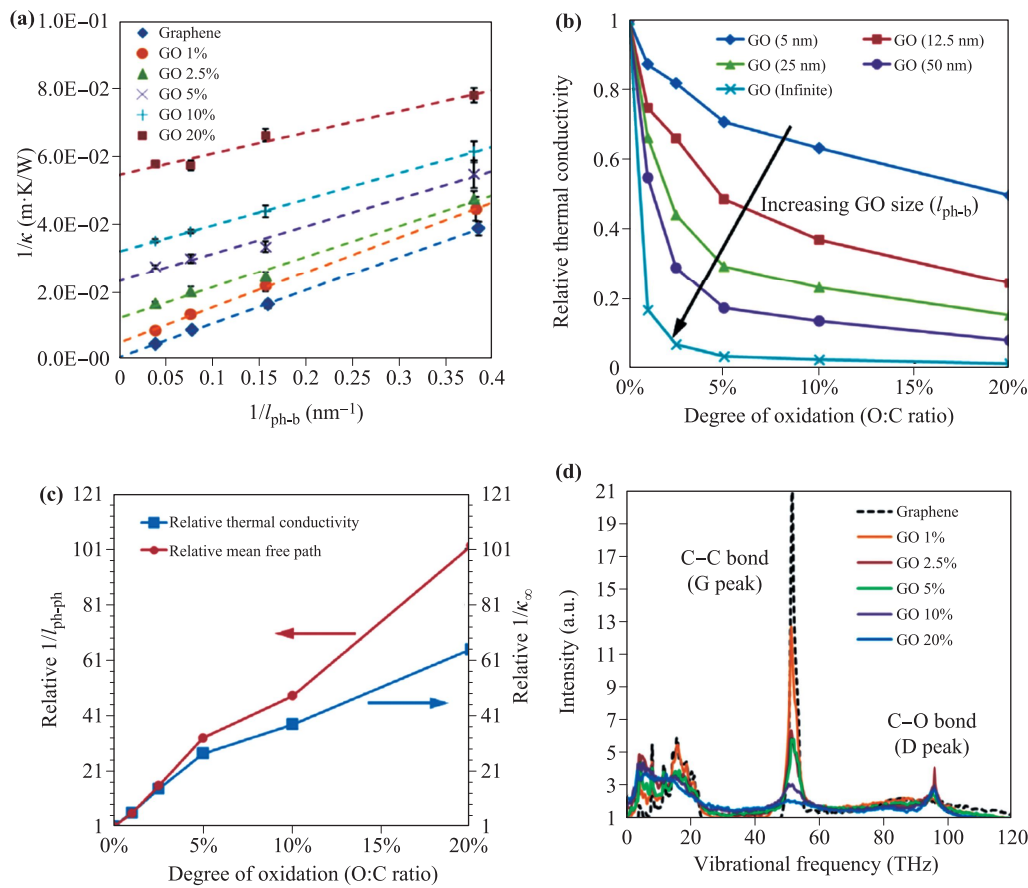 (a)
1.0E−01
8.0E−02
6.0E−02
4.0E−02
2.0E−02
0.0E−00
1/κ (m·K/W)
Graphene
GO 1%
GO 2.5%
GO 5%
GO 10%
GO 20%
0 0.05 0.1 0.15 0.2 0.25 0.3 0.35 0.4
1/l_ph-b (nm⁻¹)
(b)
1
0.8
0.6
0.4
0.2
0
Relative thermal conductivity
GO (5 nm) GO (12.5 nm)
GO (25 nm) GO (50 nm)
GO (Infinite)
Increasing GO size (l_ph-b)
0% 5% 10% 15% 20%
Degree of oxidation (O:C ratio)
(c)
121
101
81
61
41
21
1
Relative 1/l_ph-ph
Relative thermal conductivity
Relative mean free path
121
101
81
61
41
21
1
Relative 1/κ_∞
0% 5% 10% 15% 20%
Degree of oxidation (O:C ratio)
(d)
21
19
17
15
13
11
9
7
5
3
1
Intensity (a.u.)
C−C bond
(G peak)
Graphene
GO 1%
GO 2.5%
GO 5%
GO 10%
GO 20%
C−O bond
(D peak)
0 20 40 60 80 100 120
Vibrational frequency (THz)